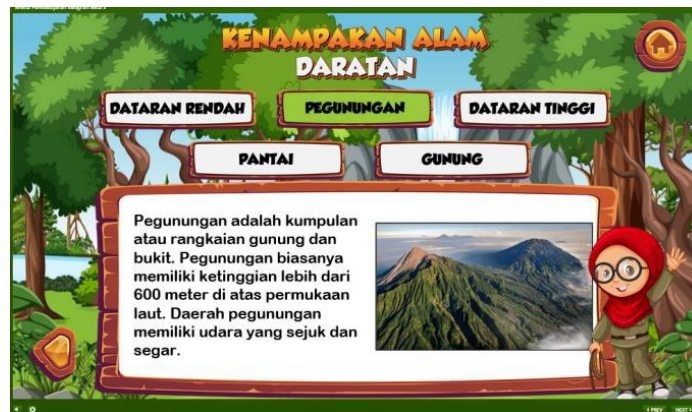 KENAMPAKAN ALAM
DARATAN
DATARAN RENDAH
PEGUNUNGAN
DATARAN TINGGI
PANTAI
GUNUNG
Pegunungan adalah kumpulan
atau rangkaian gunung dan
bukit. Pegunungan biasanya
memiliki ketinggian lebih dari
600 meter di atas permukaan
laut. Daerah pegunungan
memiliki udara yang sejuk dan
segar.
PREV
NEXT